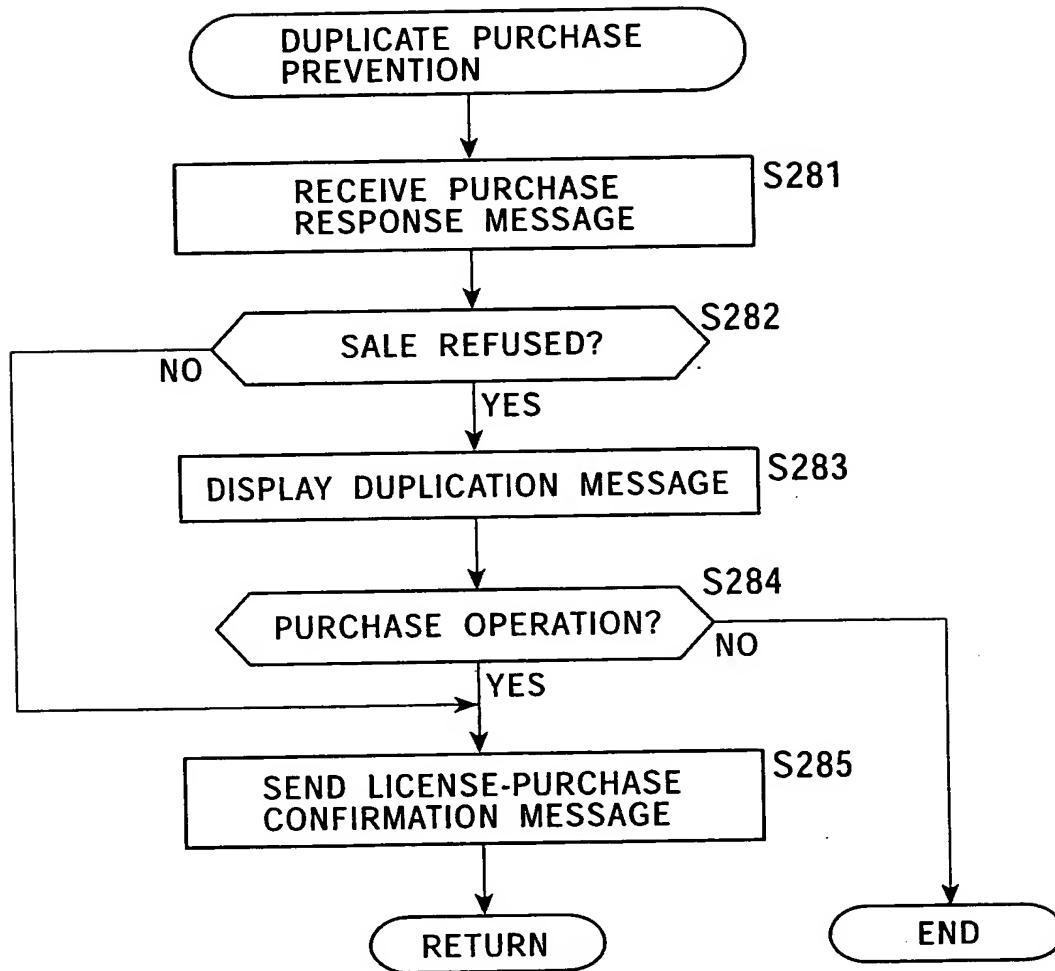 DUPLICATE PURCHASE
PREVENTION
RECEIVE PURCHASE
RESPONSE MESSAGE
S281
SALE REFUSED?
S282
NO
YES
DISPLAY DUPLICATION MESSAGE
S283
PURCHASE OPERATION?
S284
NO
YES
SEND LICENSE-PURCHASE
CONFIRMATION MESSAGE
S285
RETURN
END